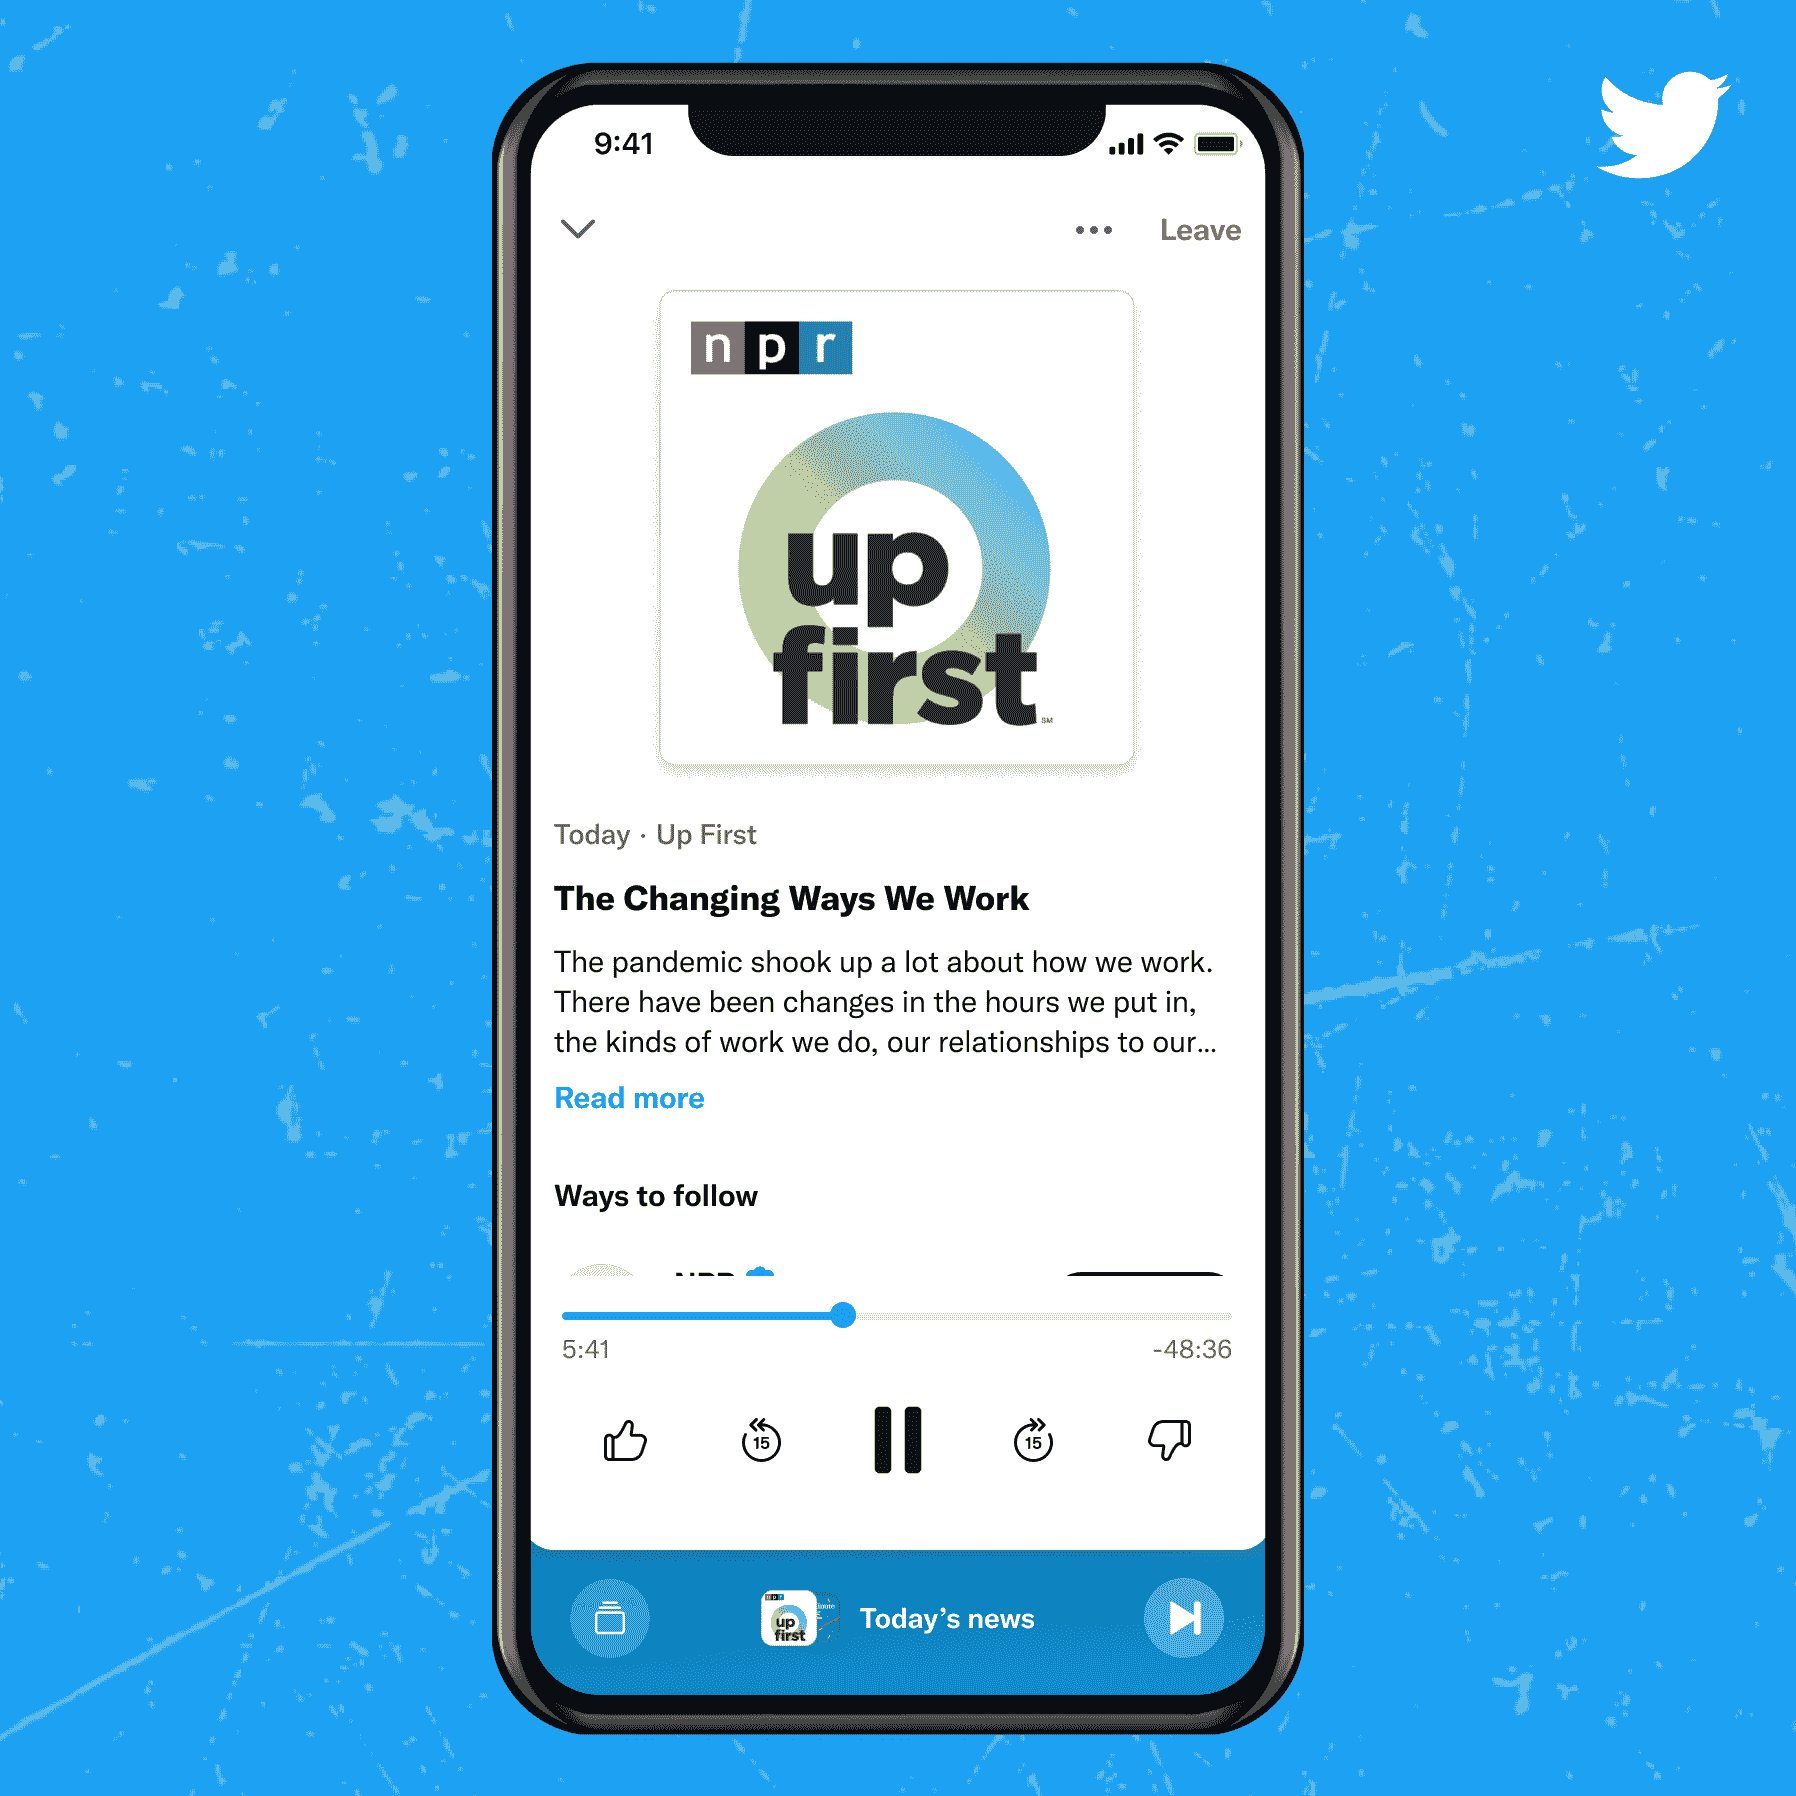 9:41
Leave
npr
up
first
SM
Today · Up First
The Changing Ways We Work
The pandemic shook up a lot about how we work.
There have been changes in the hours we put in,
the kinds of work we do, our relationships to our...
Read more
Ways to follow
NPR
5:41
-48:36
15
15
npr
up
first
Today's news